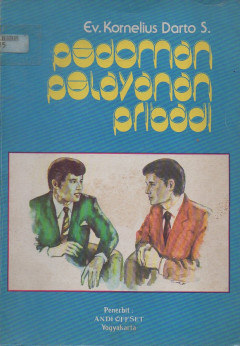 Ev. Kornelius Darto S.
pedoman
pelayanan
pribadi
Penerbit :
ANDI OFFSET
Yogyakarta